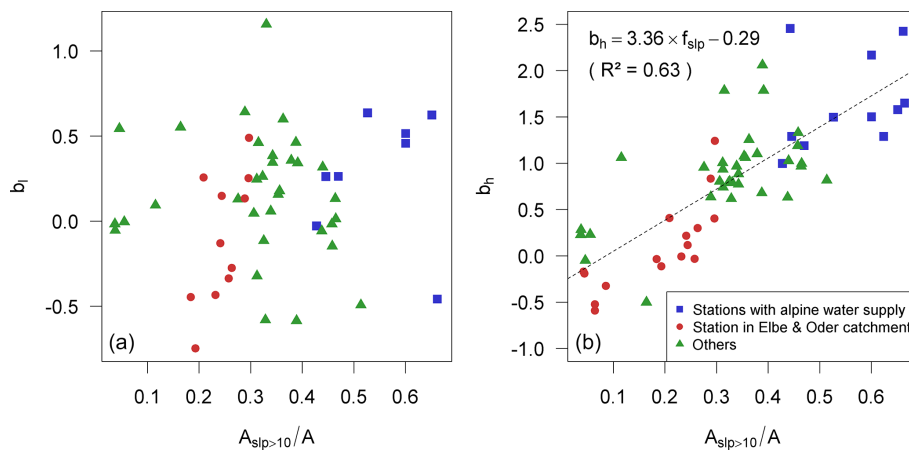 1.0
0.5
0.0
-0.5
b_l
(a)
0.1 0.2 0.3 0.4 0.5 0.6
A_slp>10/A
2.5
2.0
1.5
1.0
0.5
0.0
-0.5
-1.0
b_h
b_h = 3.36 × f_slp − 0.29
( R² = 0.63 )
Stations with alpine water supply
Station in Elbe & Oder catchment
Others
(b)
0.1 0.2 0.3 0.4 0.5 0.6
A_slp>10/A